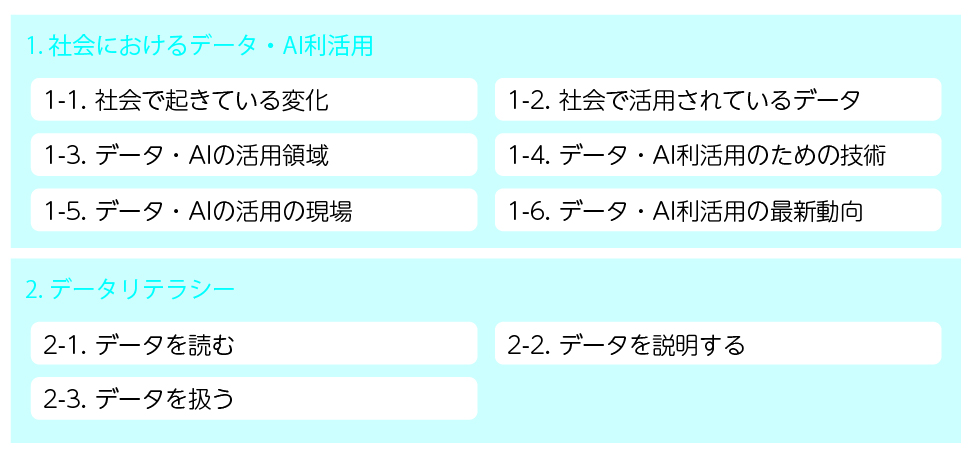 1. 社会におけるデータ・AI利活用
1-1. 社会で起きている変化
1-2. 社会で活用されているデータ
1-3. データ・AIの活用領域
1-4. データ・AI利活用のための技術
1-5. データ・AIの活用の現場
1-6. データ・AI利活用の最新動向
2. データリテラシー
2-1. データを読む
2-2. データを説明する
2-3. データを扱う